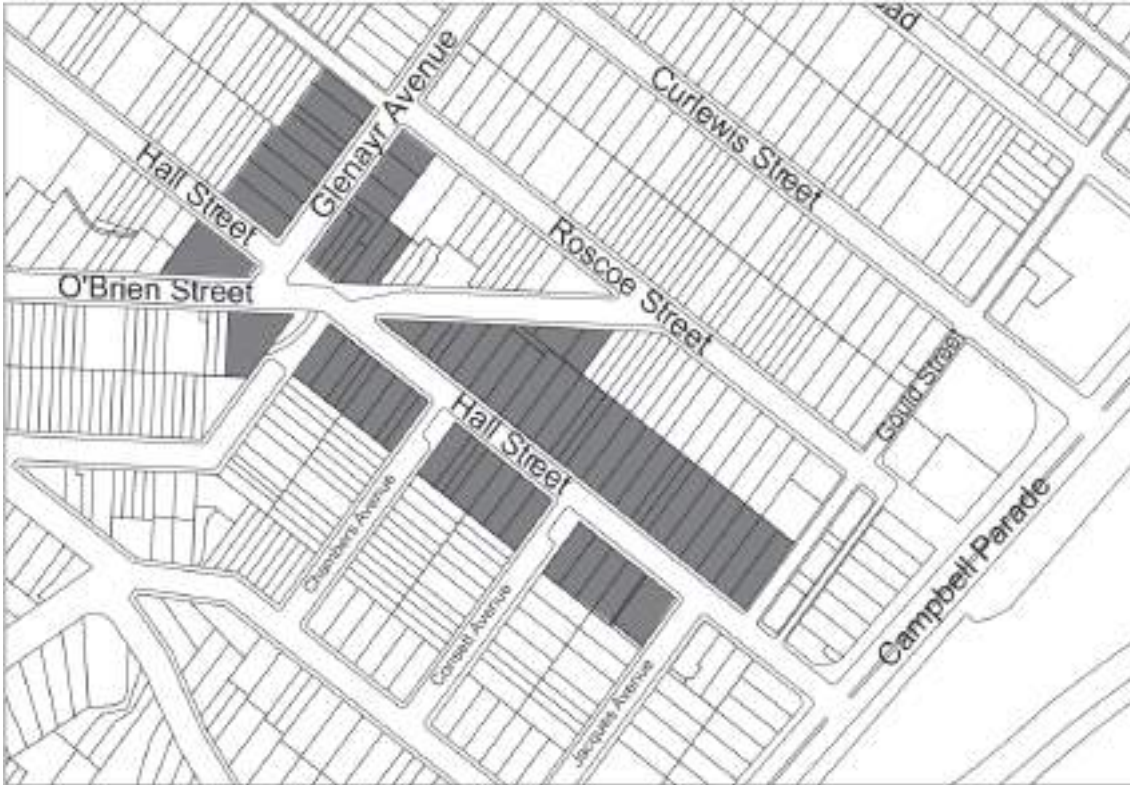 oad
Curlewis Street
Glenayr Avenue
Hall Street
O'Brien Street
Roscoe Street
Gould Street
Hall Street
Chambers Avenue
Consett Avenue
Jacques Avenue
Campbell Parade